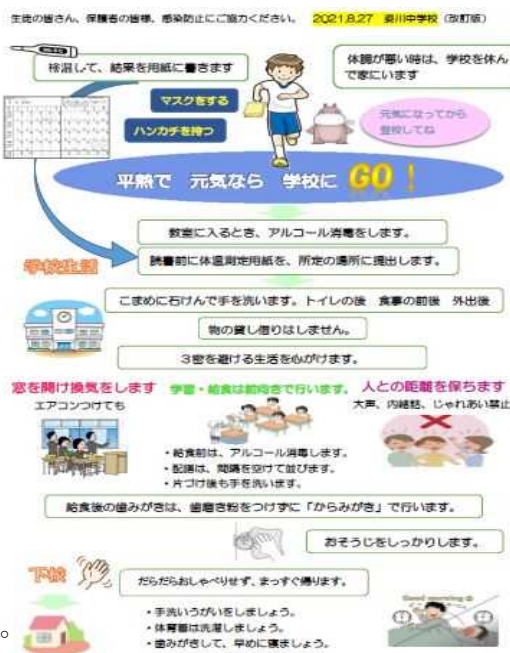 生徒の皆さん、保護者の皆様、感染防止にご協力ください。 2021,8,27 姿川中学校（改訂版）
検温して、結果を用紙に書きます
体調が悪い時は、学校を休ん
で家にいます
マスクをする
ハンカチを持つ
元気になってから
登校してね
平熱で 元気なら 学校に GO！
教室に入るとき、アルコール消毒をします。
学校生活
読書前に体温測定用紙を、所定の場所に提出します。
こまめに石けんで手を洗います。トイレの後 食事の前後 外出後
物の貸し借りはしません。
３密を避ける生活を心がけます。
窓を開け換気をします
エアコンつけても
学習・給食は前向きで行います。
人との距離を保ちます
大声、内緒話、じゃれあい禁止
・給食前は、アルコール消毒します。
・配膳は、間隔を空けて並びます。
・片づけ後も手を洗います。
給食後の歯みがきは、歯磨き粉をつけずに「からみがき」で行います。
おそうじをしっかりします。
下校
だらだらおしゃべりせず、まっすぐ帰ります。
・手洗いうがいをしましょう。
・体育着は洗濯しましょう。
・歯みがきして、早めに寝ましょう。
Good morning